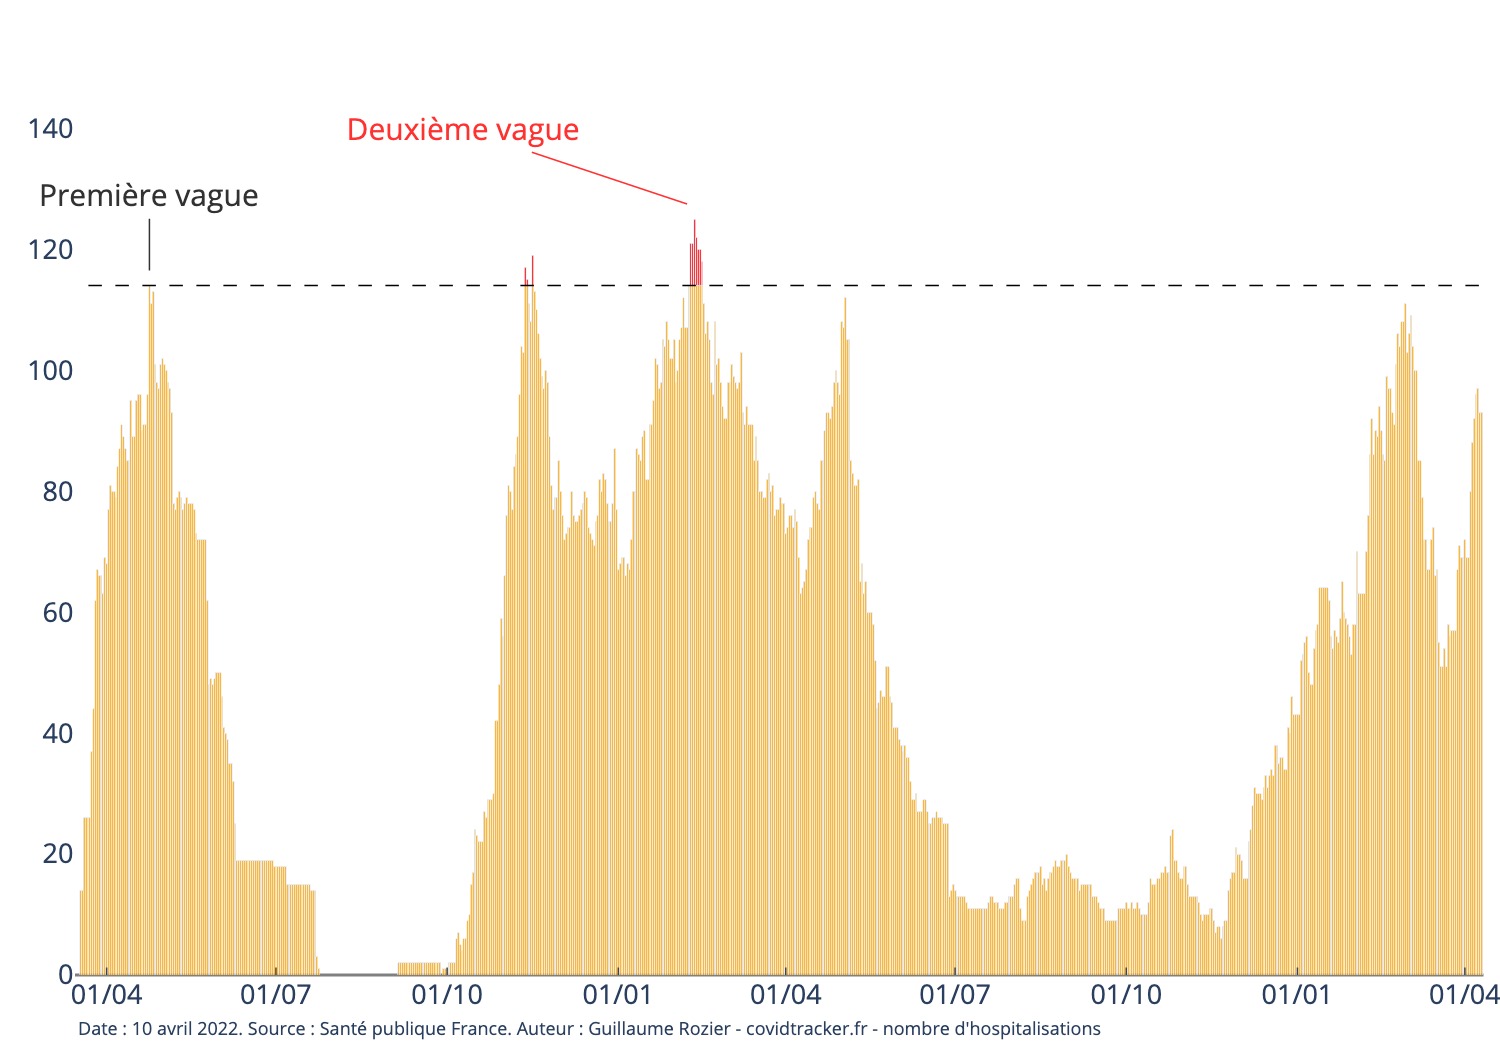 140
Deuxième vague
Première vague
120
100
80
60
40
20
0
01/04 01/07 01/10 01/01 01/04 01/07 01/10 01/01 01/04
Date : 10 avril 2022. Source : Santé publique France. Auteur : Guillaume Rozier - covidtracker.fr - nombre d'hospitalisations